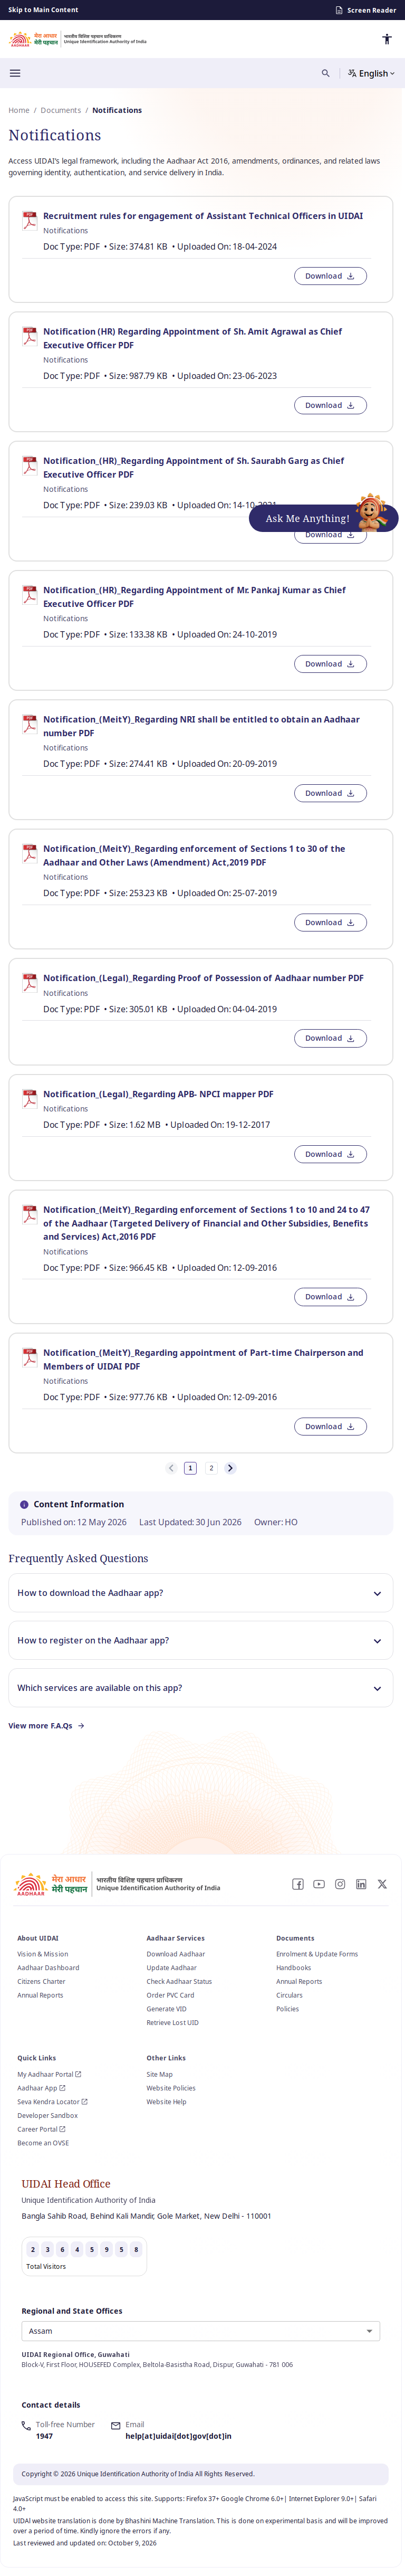 Skip to Main Content
Screen Reader
मेरा आधार
मेरी पहचान
भारतीय विशिष्ट पहचान प्राधिकरण
Unique Identification Authority of India
AADHAAR
English
Home / Documents / Notifications
Notifications
Access UIDAI's legal framework, including the Aadhaar Act 2016, amendments, ordinances, and related laws
governing identity, authentication, and service delivery in India.
Recruitment rules for engagement of Assistant Technical Officers in UIDAI
Notifications
Doc Type: PDF • Size: 374.81 KB • Uploaded On: 18-04-2024
Download
Notification (HR) Regarding Appointment of Sh. Amit Agrawal as Chief
Executive Officer PDF
Notifications
Doc Type: PDF • Size: 987.79 KB • Uploaded On: 23-06-2023
Download
Notification_(HR)_Regarding Appointment of Sh. Saurabh Garg as Chief
Executive Officer PDF
Notifications
Doc Type: PDF • Size: 239.03 KB • Uploaded On: 14-10-2021
Ask Me Anything!
Download
Notification_(HR)_Regarding Appointment of Mr. Pankaj Kumar as Chief
Executive Officer PDF
Notifications
Doc Type: PDF • Size: 133.38 KB • Uploaded On: 24-10-2019
Download
Notification_(MeitY)_Regarding NRI shall be entitled to obtain an Aadhaar
number PDF
Notifications
Doc Type: PDF • Size: 274.41 KB • Uploaded On: 20-09-2019
Download
Notification_(MeitY)_Regarding enforcement of Sections 1 to 30 of the
Aadhaar and Other Laws (Amendment) Act,2019 PDF
Notifications
Doc Type: PDF • Size: 253.23 KB • Uploaded On: 25-07-2019
Download
Notification_(Legal)_Regarding Proof of Possession of Aadhaar number PDF
Notifications
Doc Type: PDF • Size: 305.01 KB • Uploaded On: 04-04-2019
Download
Notification_(Legal)_Regarding APB- NPCI mapper PDF
Notifications
Doc Type: PDF • Size: 1.62 MB • Uploaded On: 19-12-2017
Download
Notification_(MeitY)_Regarding enforcement of Sections 1 to 10 and 24 to 47
of the Aadhaar (Targeted Delivery of Financial and Other Subsidies, Benefits
and Services) Act,2016 PDF
Notifications
Doc Type: PDF • Size: 966.45 KB • Uploaded On: 12-09-2016
Download
Notification_(MeitY)_Regarding appointment of Part-time Chairperson and
Members of UIDAI PDF
Notifications
Doc Type: PDF • Size: 977.76 KB • Uploaded On: 12-09-2016
Download
1 2
Content Information
Published on: 12 May 2026 Last Updated: 30 Jun 2026 Owner: HO
Frequently Asked Questions
How to download the Aadhaar app?
How to register on the Aadhaar app?
Which services are available on this app?
View more F.A.Qs
मेरा आधार
मेरी पहचान
भारतीय विशिष्ट पहचान प्राधिकरण
Unique Identification Authority of India
AADHAAR
About UIDAI
Vision & Mission
Aadhaar Dashboard
Citizens Charter
Annual Reports
Aadhaar Services
Download Aadhaar
Update Aadhaar
Check Aadhaar Status
Order PVC Card
Generate VID
Retrieve Lost UID
Documents
Enrolment & Update Forms
Handbooks
Annual Reports
Circulars
Policies
Quick Links
My Aadhaar Portal
Aadhaar App
Seva Kendra Locator
Developer Sandbox
Career Portal
Become an OVSE
Other Links
Site Map
Website Policies
Website Help
UIDAI Head Office
Unique Identification Authority of India
Bangla Sahib Road, Behind Kali Mandir, Gole Market, New Delhi - 110001
2 3 6 4 5 9 5 8
Total Visitors
Regional and State Offices
Assam
UIDAI Regional Office, Guwahati
Block-V, First Floor, HOUSEFED Complex, Beltola-Basistha Road, Dispur, Guwahati - 781 006
Contact details
Toll-free Number
1947
Email
help[at]uidai[dot]gov[dot]in
Copyright © 2026 Unique Identification Authority of India All Rights Reserved.
JavaScript must be enabled to access this site. Supports: Firefox 37+ Google Chrome 6.0+| Internet Explorer 9.0+| Safari
4.0+
UIDAI website translation is done by Bhashini Machine Translation. This is done on experimental basis and will be improved
over a period of time. Kindly ignore the errors if any.
Last reviewed and updated on: October 9, 2026